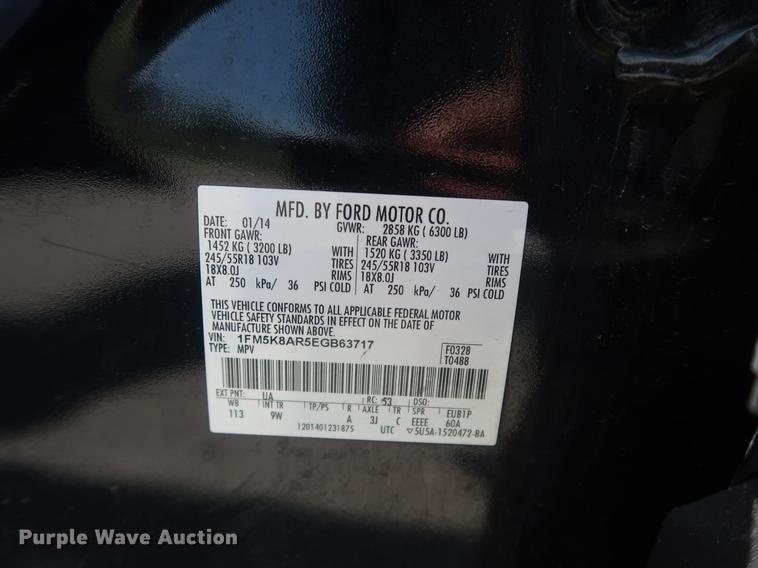 MFD. BY FORD MOTOR CO.
DATE: 01/14 GVWR: 2858 KG ( 6300 LB)
FRONT GAWR: REAR GAWR:
1452 KG ( 3200 LB) WITH 1520 KG ( 3350 LB) WITH
245/55R18 103V TIRES 245/55R18 103V TIRES
18X8.0J RIMS 18X8.0J RIMS
AT 250 kPa/ 36 PSI COLD AT 250 kPa/ 36 PSI COLD
THIS VEHICLE CONFORMS TO ALL APPLICABLE FEDERAL MOTOR
VEHICLE SAFETY STANDARDS IN EFFECT ON THE DATE OF
MANUFACTURE SHOWN ABOVE.
VIN: 1FM5K8AR5EGB63717 F0328
TYPE: MPV T0488
EXT PNT: UA RC: 53 DSO:
WB INT TR TP/PS R AXLE TR SPR EUB1P
113 9W A 3J C EEEE 60A
1201401231875 UTC ▽5U5A-1520472-BA
Purple Wave Auction